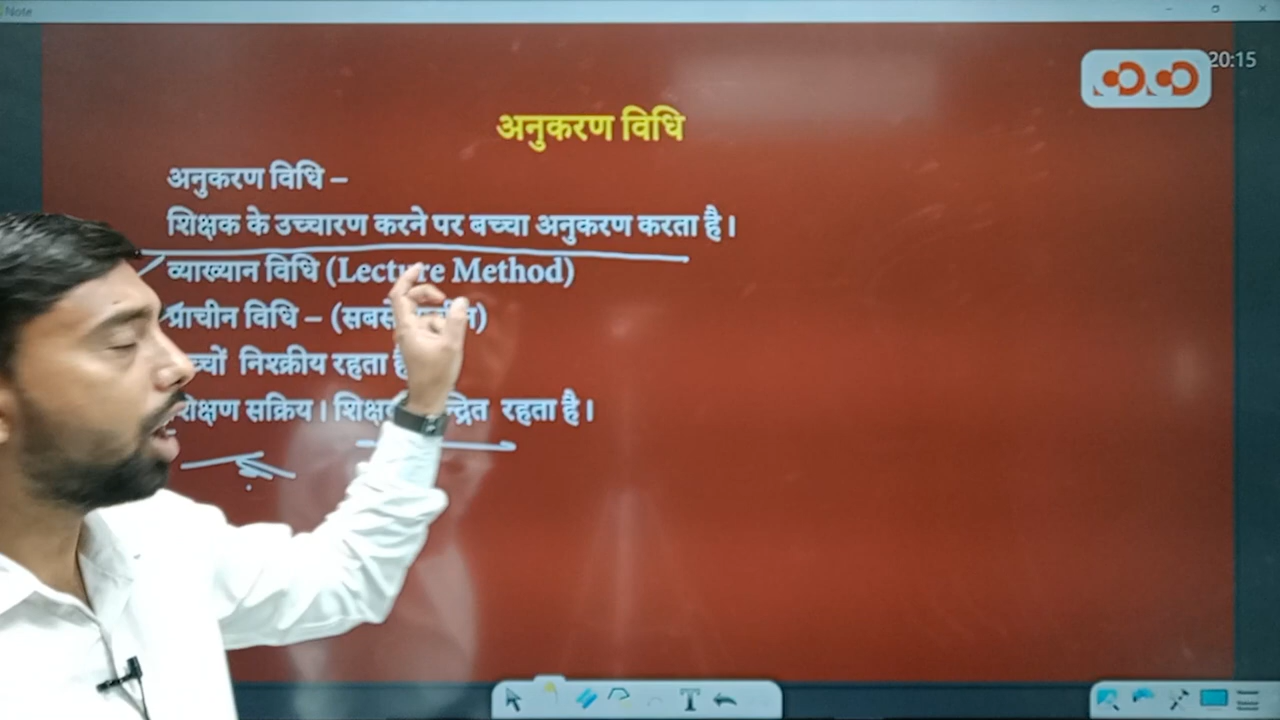 Note
20:15
अनुकरण विधि
अनुकरण विधि –
शिक्षक के उच्चारण करने पर बच्चा अनुकरण करता है ।
व्याख्यान विधि (Lecture Method)
प्राचीन विधि –
निश्क्रीय रहता
सक्रिय । रहता है ।